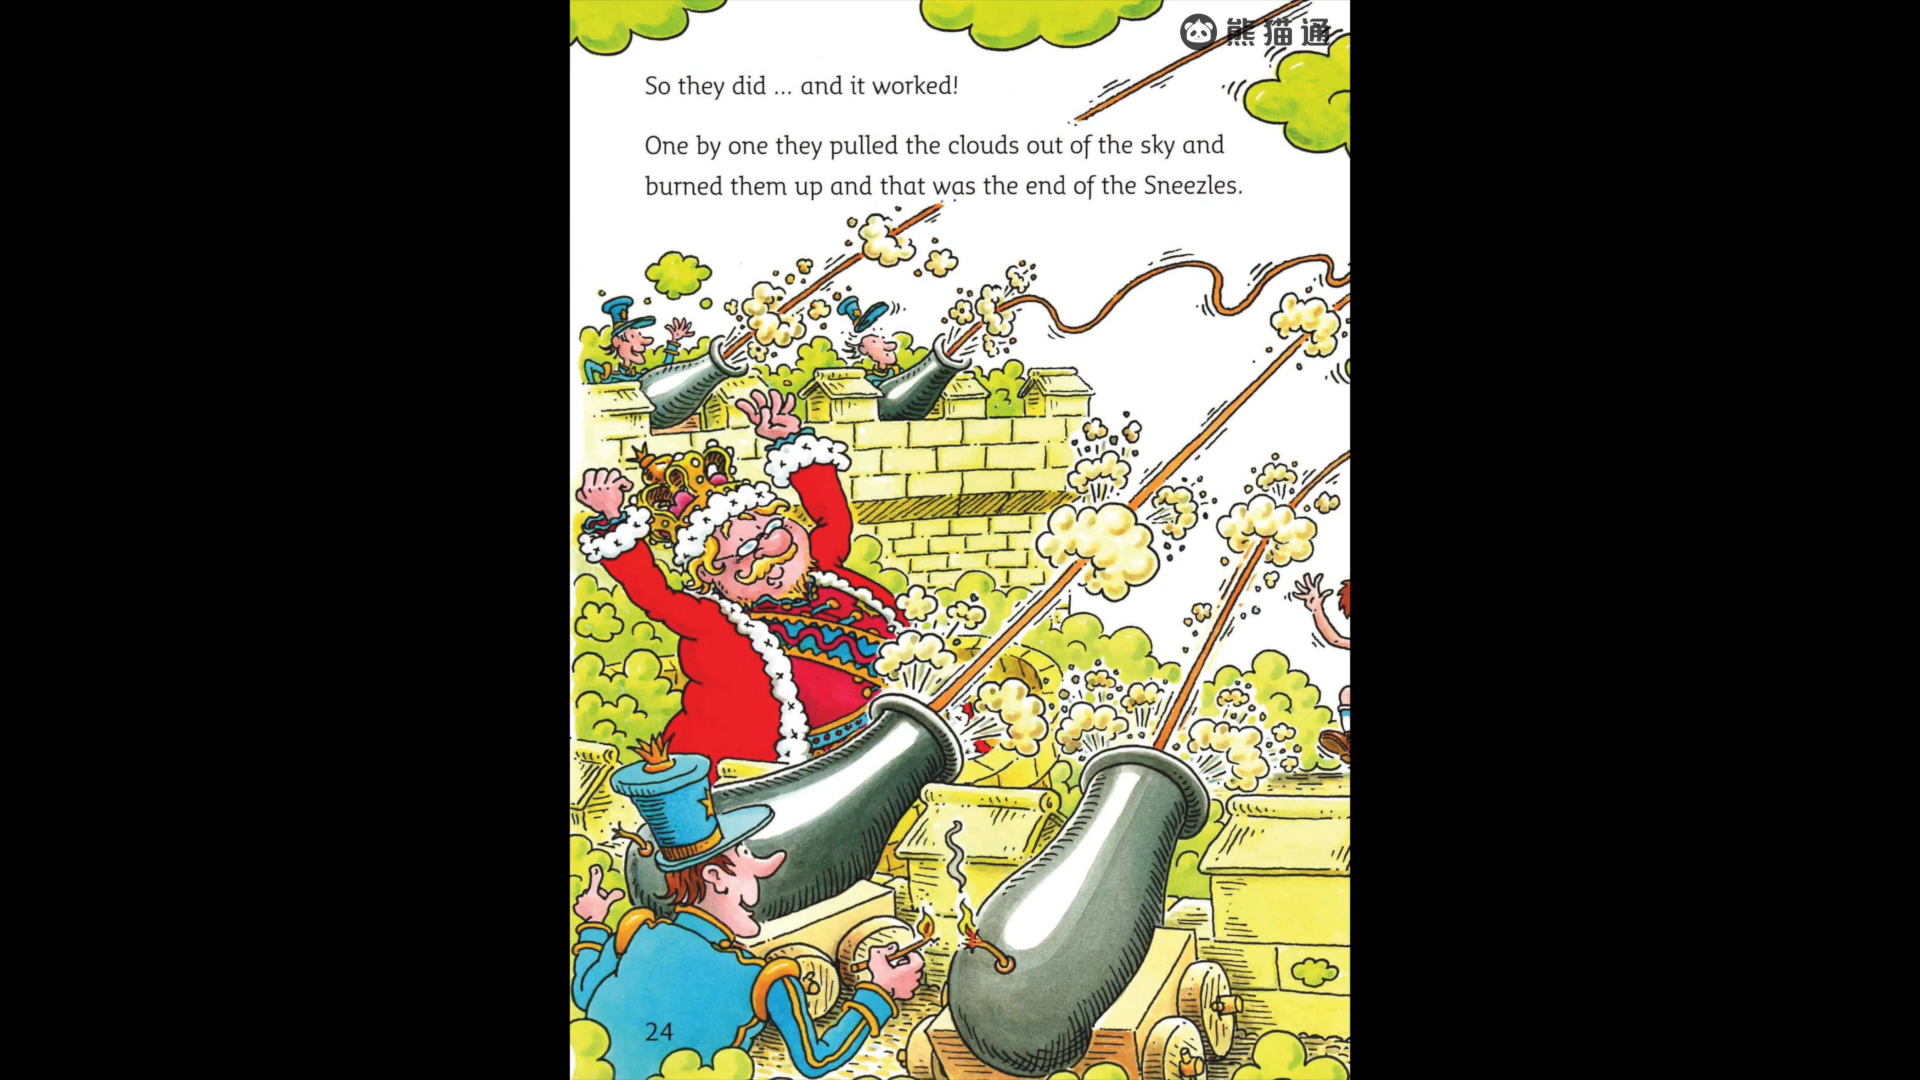 熊猫通
So they did ... and it worked!
One by one they pulled the clouds out of the sky and
burned them up and that was the end of the Sneezles.
24